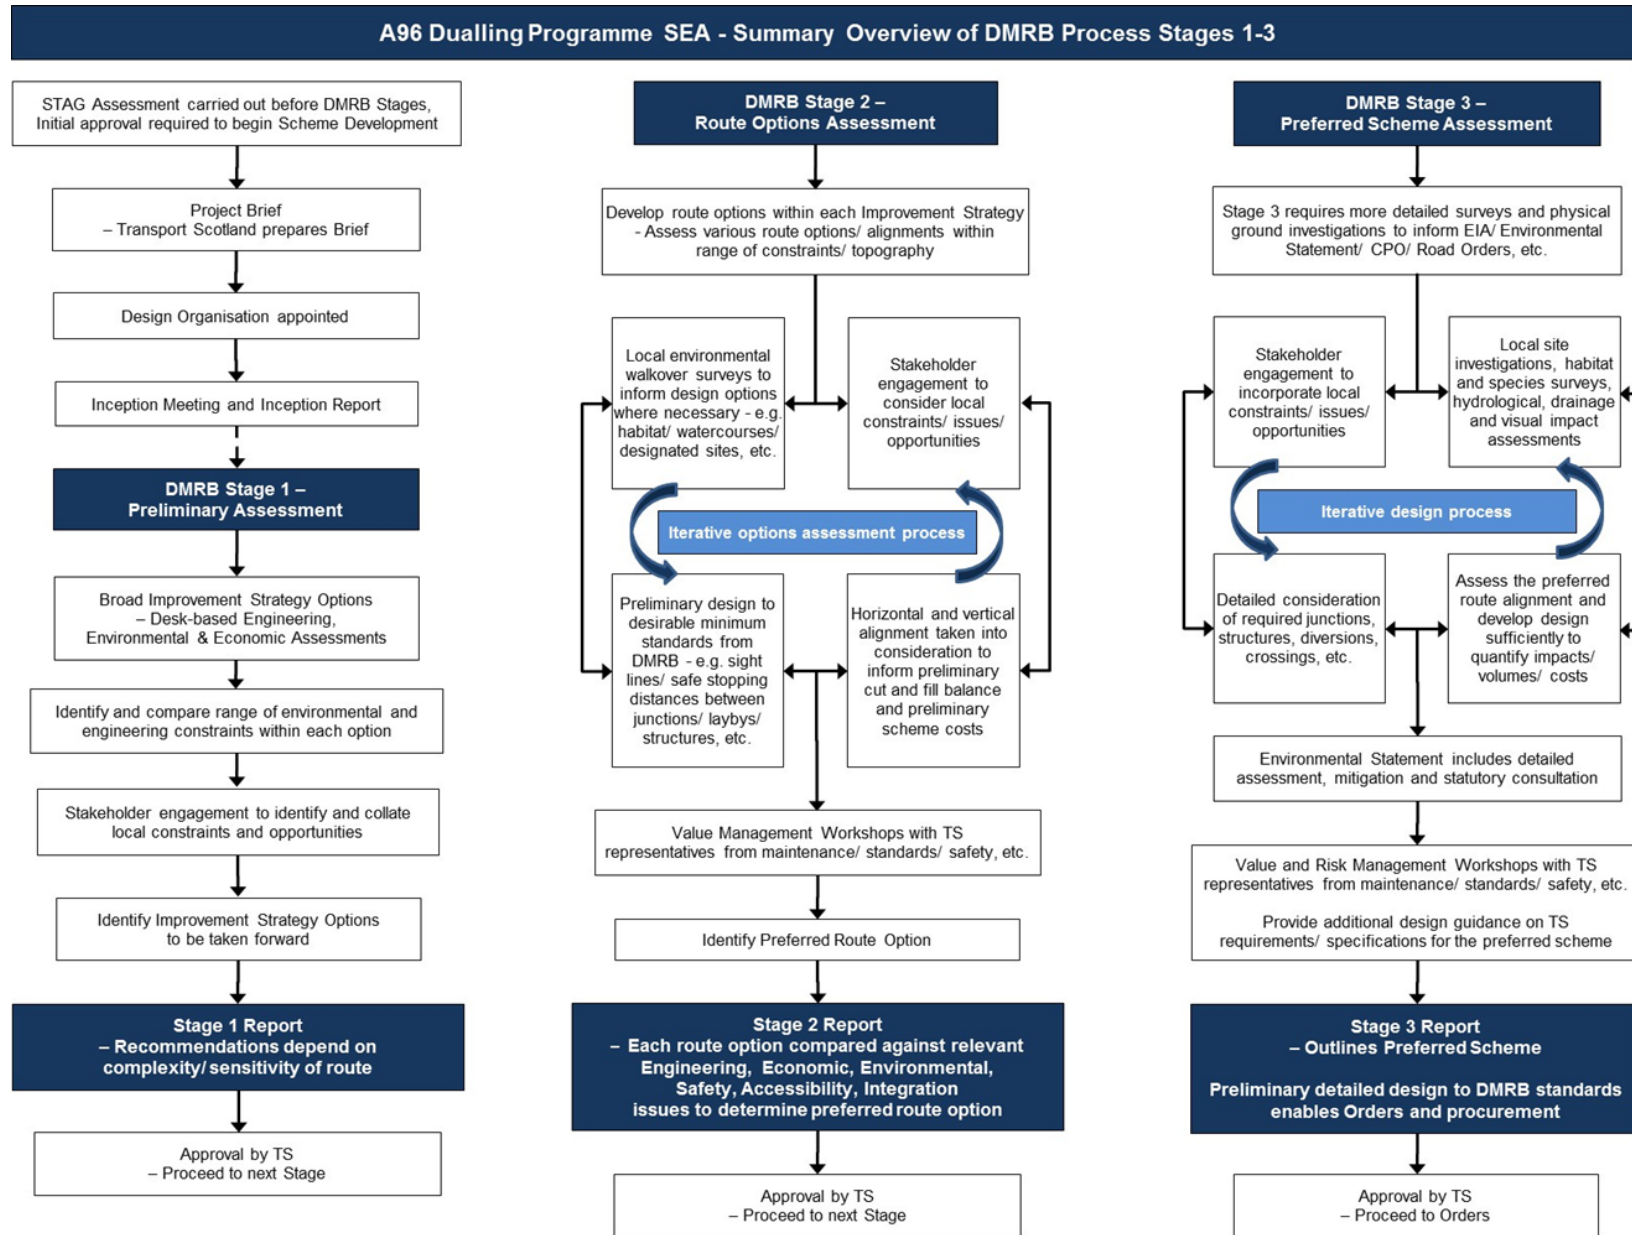 A96 Dualling Programme SEA - Summary Overview of DMRB Process Stages 1-3
STAG Assessment carried out before DMRB Stages,
Initial approval required to begin Scheme Development
Project Brief
– Transport Scotland prepares Brief
Design Organisation appointed
Inception Meeting and Inception Report
DMRB Stage 1 –
Preliminary Assessment
Broad Improvement Strategy Options
– Desk-based Engineering,
Environmental & Economic Assessments
Identify and compare range of environmental and
engineering constraints within each option
Stakeholder engagement to identify and collate
local constraints and opportunities
Identify Improvement Strategy Options
to be taken forward
Stage 1 Report
– Recommendations depend on
complexity/ sensitivity of route
Approval by TS
– Proceed to next Stage
DMRB Stage 2 –
Route Options Assessment
Develop route options within each Improvement Strategy
- Assess various route options/ alignments within
range of constraints/ topography
Local environmental
walkover surveys to
inform design options
where necessary - e.g.
habitat/ watercourses/
designated sites, etc.
Stakeholder
engagement to
consider local
constraints/ issues/
opportunities
Iterative options assessment process
Preliminary design to
desirable minimum
standards from
DMRB - e.g. sight
lines/ safe stopping
distances between
junctions/ laybys/
structures, etc.
Horizontal and vertical
alignment taken into
consideration to
inform preliminary
cut and fill balance
and preliminary
scheme costs
Value Management Workshops with TS
representatives from maintenance/ standards/ safety, etc.
Identify Preferred Route Option
Stage 2 Report
– Each route option compared against relevant
Engineering, Economic, Environmental,
Safety, Accessibility, Integration
issues to determine preferred route option
Approval by TS
– Proceed to next Stage
DMRB Stage 3 –
Preferred Scheme Assessment
Stage 3 requires more detailed surveys and physical
ground investigations to inform EIA/ Environmental
Statement/ CPO/ Road Orders, etc.
Stakeholder
engagement to
incorporate local
constraints/ issues/
opportunities
Local site
investigations, habitat
and species surveys,
hydrological, drainage
and visual impact
assessments
Iterative design process
Detailed consideration
of required junctions,
structures, diversions,
crossings, etc.
Assess the preferred
route alignment and
develop design
sufficiently to
quantify impacts/
volumes/ costs
Environmental Statement includes detailed
assessment, mitigation and statutory consultation
Value and Risk Management Workshops with TS
representatives from maintenance/ standards/ safety, etc.
Provide additional design guidance on TS
requirements/ specifications for the preferred scheme
Stage 3 Report
– Outlines Preferred Scheme
Preliminary detailed design to DMRB standards
enables Orders and procurement
Approval by TS
– Proceed to Orders